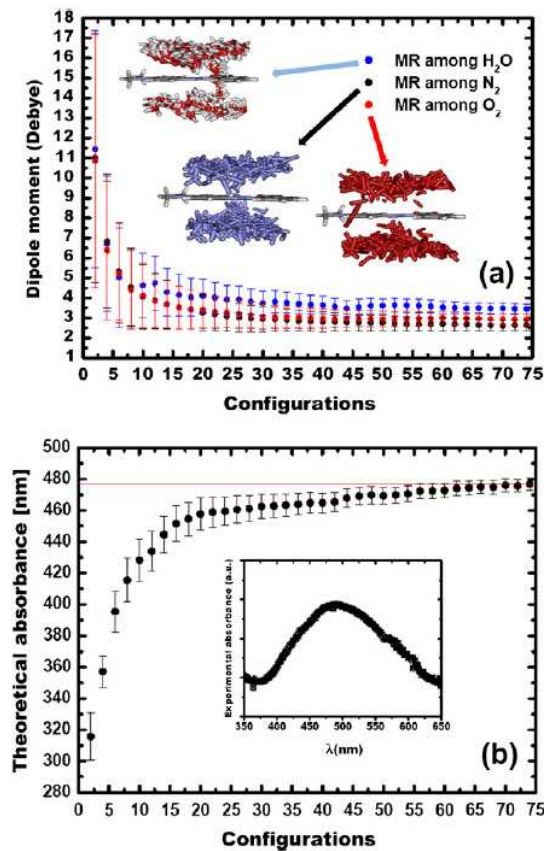 18
17
16
15
14
13
12
11
10
9
8
7
6
5
4
3
2
1
Dipole moment (Debye)
MR among H₂O
MR among N₂
MR among O₂
(a)
0 5 10 15 20 25 30 35 40 45 50 55 60 65 70 75
Configurations
500
480
460
440
420
400
380
360
340
320
300
280
Theoretical absorbance [nm]
Experimental absorbance (a.u.)
350 400 450 500 550 600 650
λ(nm)
(b)
0 5 10 15 20 25 30 35 40 45 50 55 60 65 70 75
Configurations